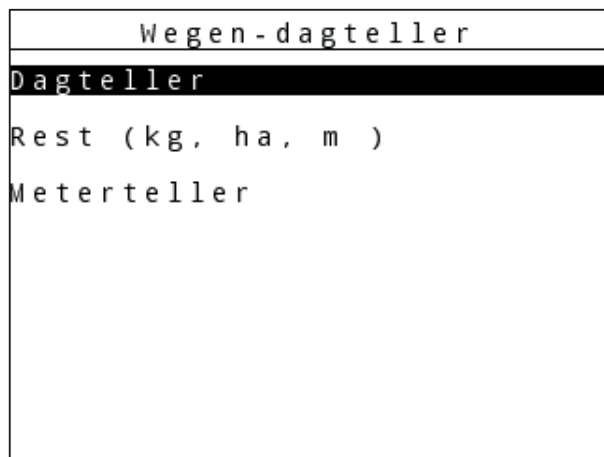 Wegen-dagteller
Dagteller
Rest (kg, ha, m )
Meterteller